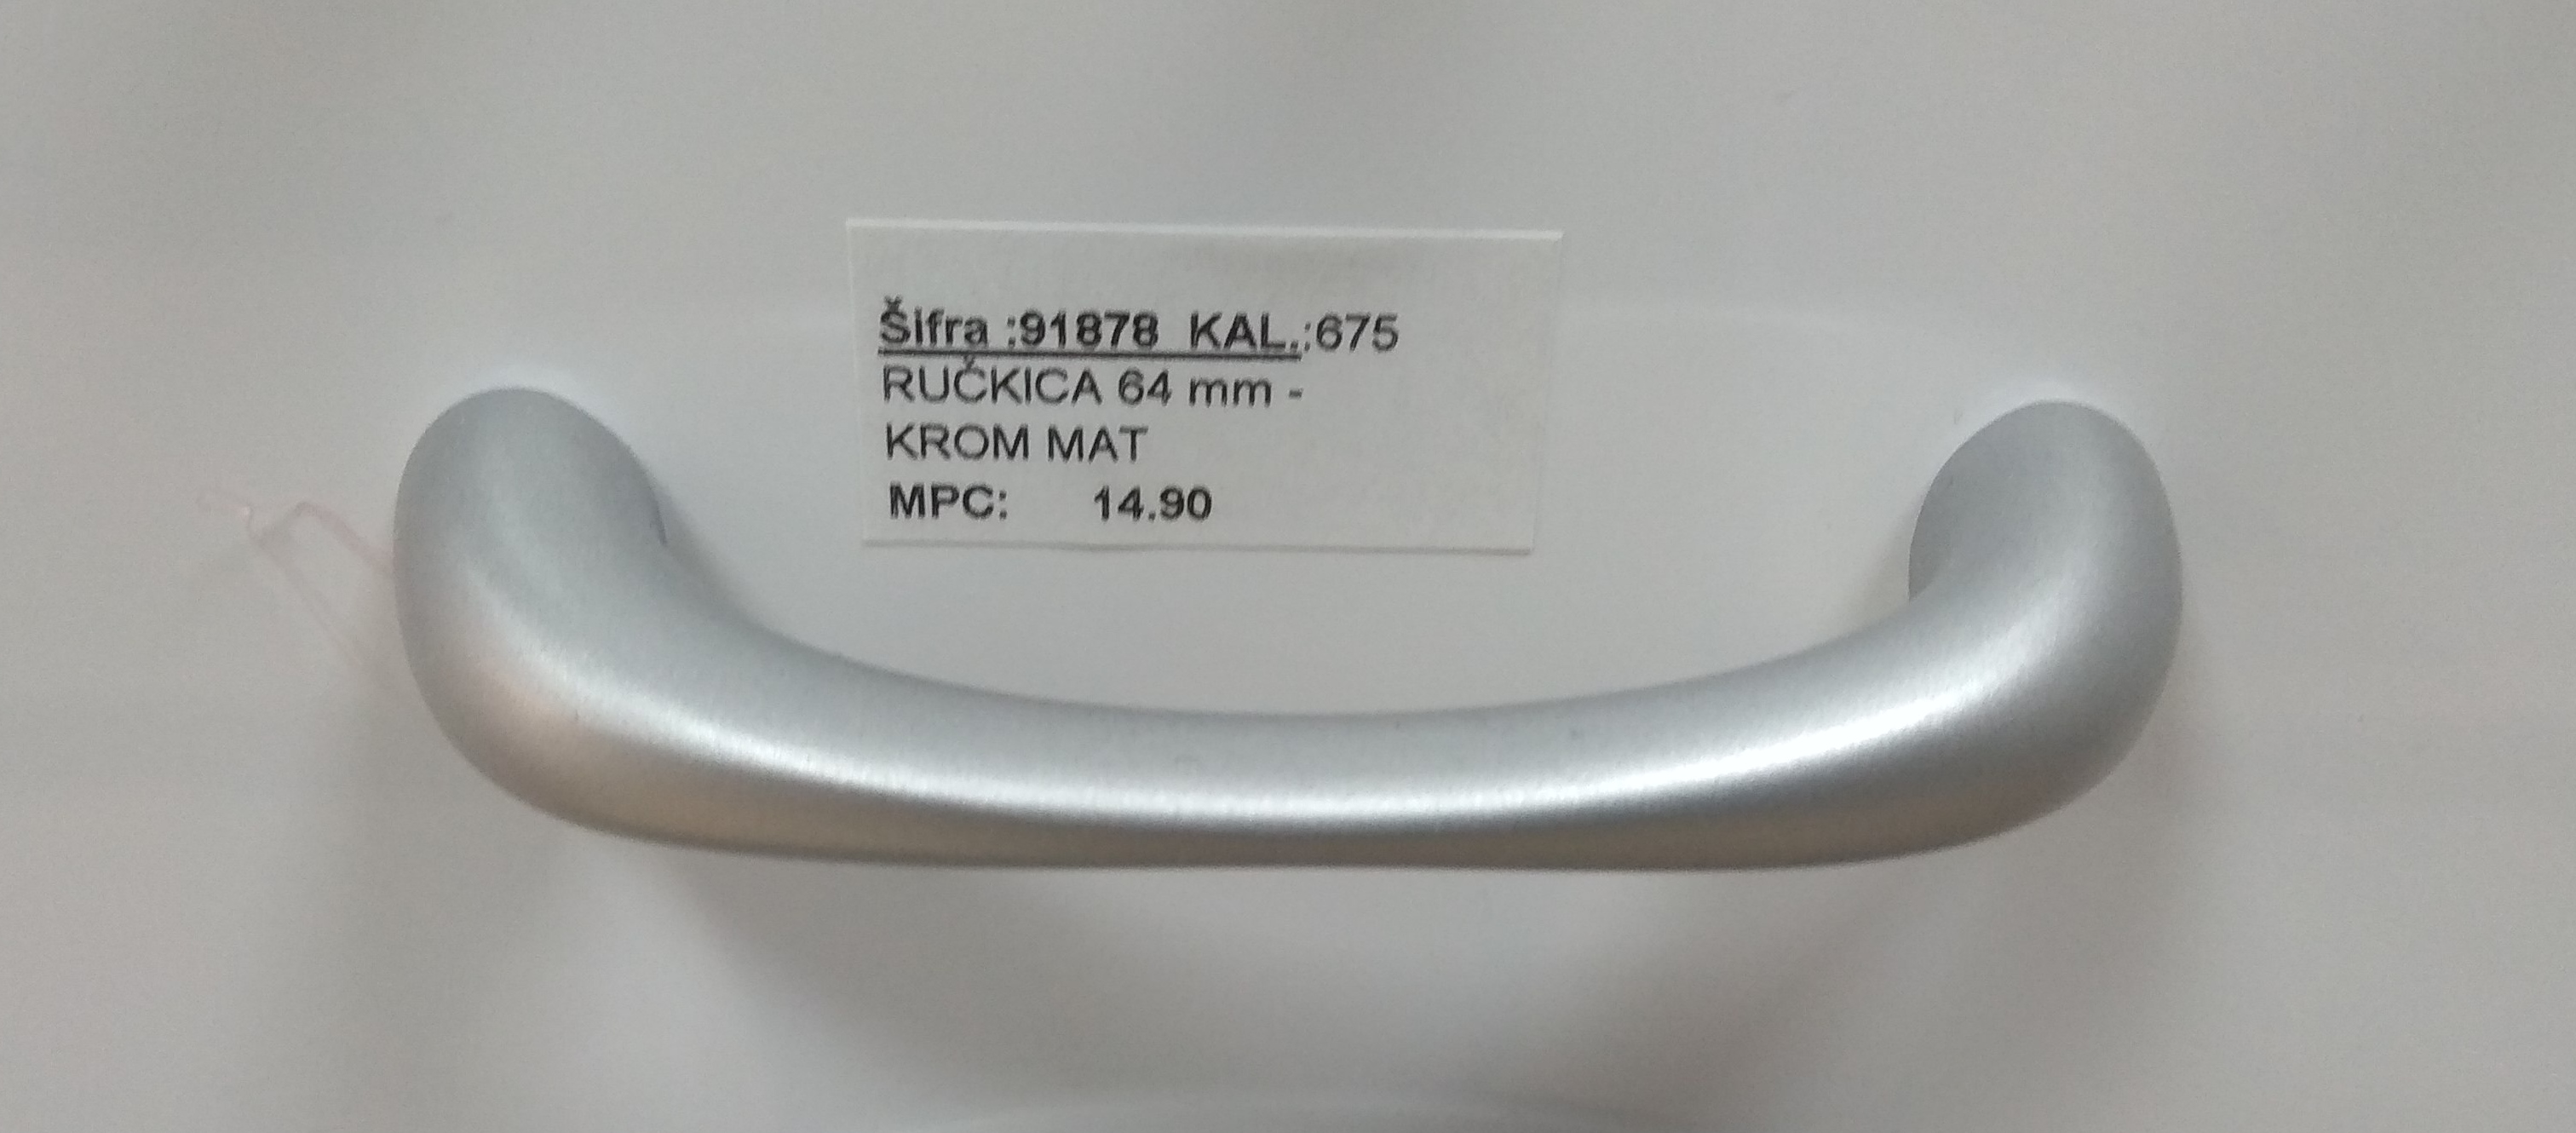 Šifra :91878 KAL.:675
RUČKICA 64 mm -
KROM MAT
MPC: 14.90